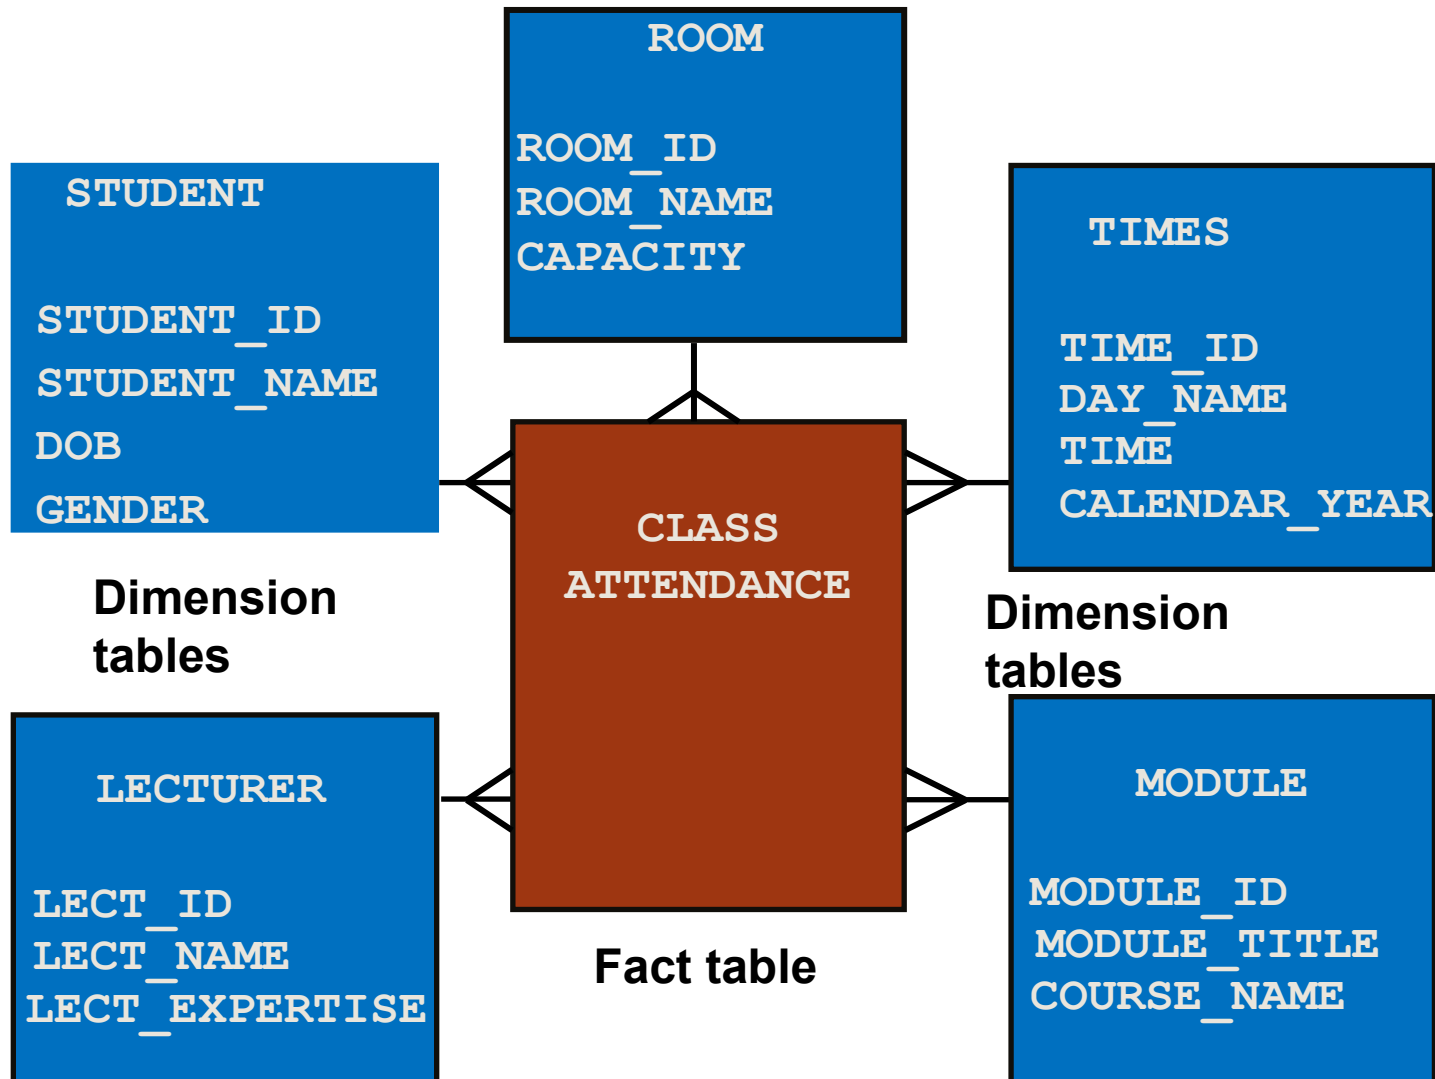 ROOM
ROOM_ID
ROOM_NAME
CAPACITY
STUDENT
STUDENT_ID
STUDENT_NAME
DOB
GENDER
TIMES
TIME_ID
DAY_NAME
TIME
CALENDAR_YEAR
CLASS
ATTENDANCE
Dimension
tables
Dimension
tables
LECTURER
LECT_ID
LECT_NAME
LECT_EXPERTISE
Fact table
MODULE
MODULE_ID
MODULE_TITLE
COURSE_NAME